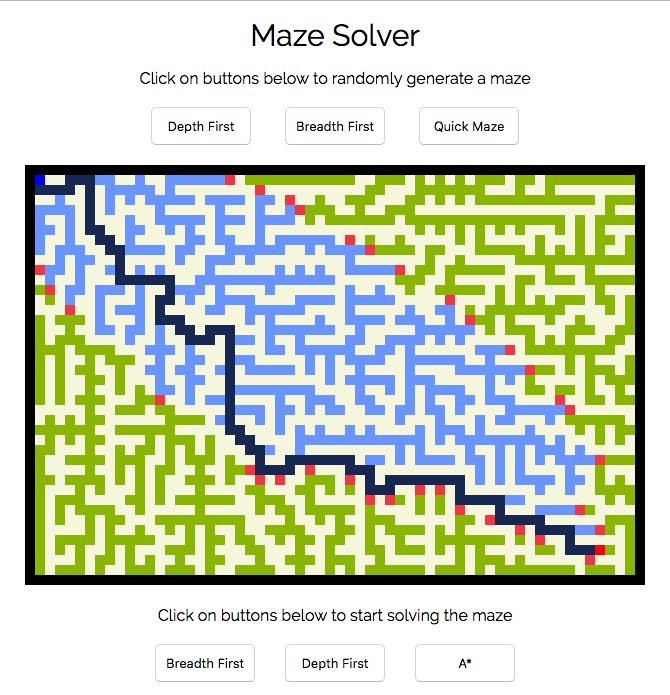 Maze Solver
Click on buttons below to randomly generate a maze
Depth First
Breadth First
Quick Maze
Click on buttons below to start solving the maze
Breadth First
Depth First
A*